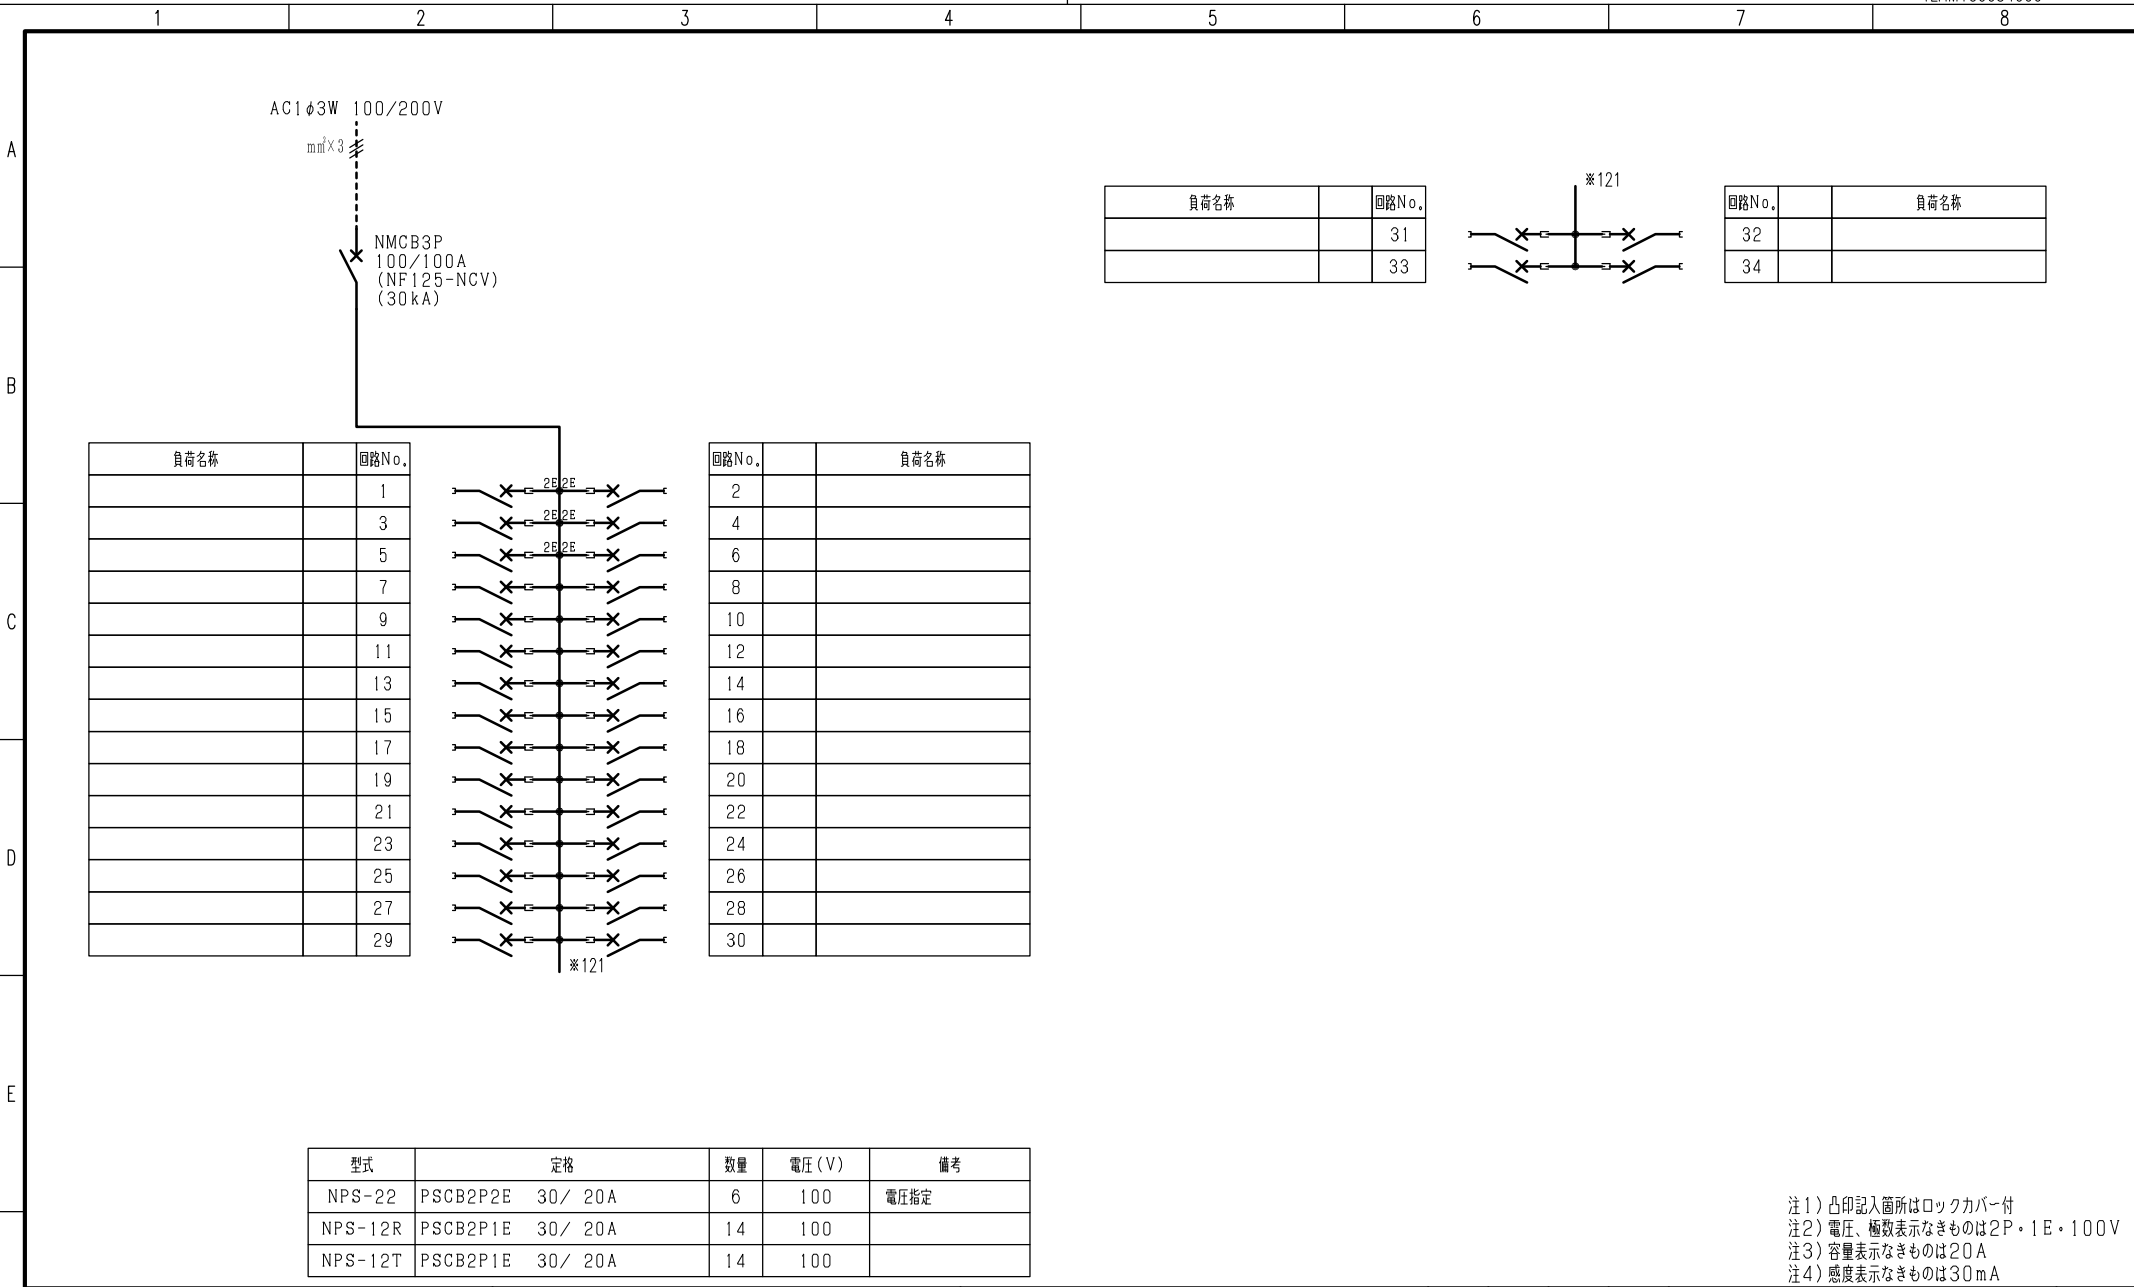 1 2 3 4 5 6 7 8
A
B
C
D
E
AC1φ3W 100/200V
mm²×3
NMCB3P
100/100A
(NF125-NCV)
(30kA)
負荷名称 回路No.
1
3
5
7
9
11
13
15
17
19
21
23
25
27
29
2E 2E
2E 2E
2E 2E
※121
回路No. 負荷名称
2
4
6
8
10
12
14
16
18
20
22
24
26
28
30
負荷名称 回路No.
31
33
※121
回路No. 負荷名称
32
34
型式 定格 数量 電圧(V) 備考
NPS-22 PSCB2P2E 30/ 20A 6 100 電圧指定
NPS-12R PSCB2P1E 30/ 20A 14 100
NPS-12T PSCB2P1E 30/ 20A 14 100
注1)凸印記入箇所はロックカバー付
注2)電圧、極数表示なきものは2P・1E・100V
注3)容量表示なきものは20A
注4)感度表示なきものは30mA